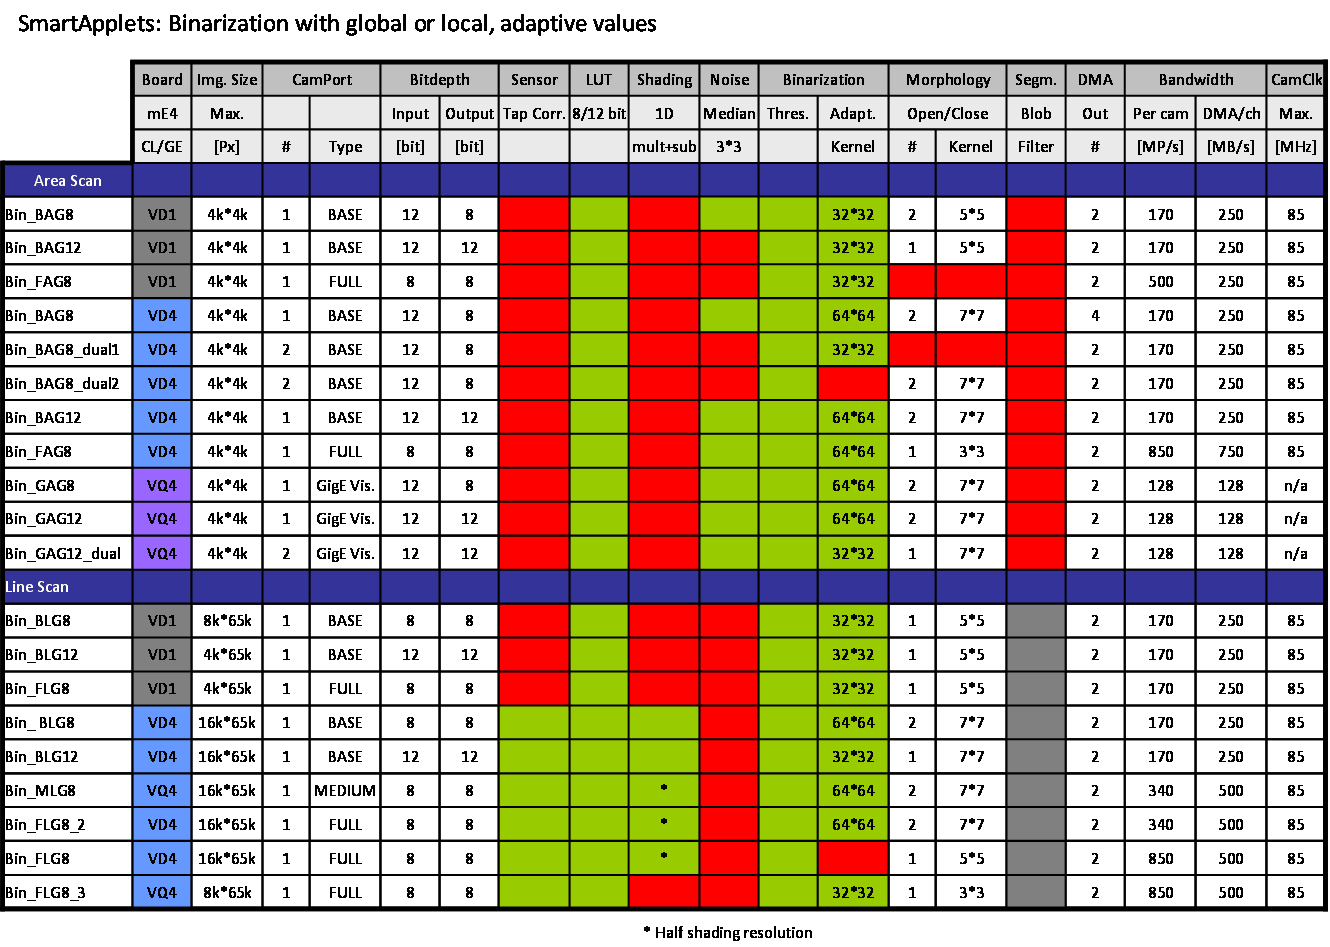 SmartApplets: Binarization with global or local, adaptive values
Board Img. Size CamPort Bitdepth Sensor LUT Shading Noise Binarization Morphology Segm. DMA Bandwidth CamClk
mE4 Max. Input Output Tap Corr. 8/12 bit 1D Median Thres. Adapt. Open/Close Blob Out Per cam DMA/ch Max.
CL/GE [Px] # Type [bit] [bit] mult+sub 3*3 Kernel # Kernel Filter # [MP/s] [MB/s] [MHz]
Area Scan
Bin_BAG8 VD1 4k*4k 1 BASE 12 8 32*32 2 5*5 2 170 250 85
Bin_BAG12 VD1 4k*4k 1 BASE 12 12 32*32 1 5*5 2 170 250 85
Bin_FAG8 VD1 4k*4k 1 FULL 8 8 32*32 2 500 250 85
Bin_BAG8 VD4 4k*4k 1 BASE 12 8 64*64 2 7*7 4 170 250 85
Bin_BAG8_dual1 VD4 4k*4k 2 BASE 12 8 32*32 2 170 250 85
Bin_BAG8_dual2 VD4 4k*4k 2 BASE 12 8 2 7*7 2 170 250 85
Bin_BAG12 VD4 4k*4k 1 BASE 12 12 64*64 2 7*7 2 170 250 85
Bin_FAG8 VD4 4k*4k 1 FULL 8 8 64*64 1 3*3 2 850 750 85
Bin_GAG8 VQ4 4k*4k 1 GigE Vis. 12 8 64*64 2 7*7 2 128 128 n/a
Bin_GAG12 VQ4 4k*4k 1 GigE Vis. 12 12 64*64 2 7*7 2 128 128 n/a
Bin_GAG12_dual VQ4 4k*4k 2 GigE Vis. 12 12 32*32 1 7*7 2 128 128 n/a
Line Scan
Bin_BLG8 VD1 8k*65k 1 BASE 8 8 32*32 1 5*5 2 170 250 85
Bin_BLG12 VD1 4k*65k 1 BASE 12 12 32*32 1 5*5 2 170 250 85
Bin_FLG8 VD1 4k*65k 1 FULL 8 8 32*32 1 5*5 2 170 250 85
Bin_ BLG8 VD4 16k*65k 1 BASE 8 8 64*64 2 7*7 2 170 250 85
Bin_BLG12 VD4 16k*65k 1 BASE 12 12 32*32 1 7*7 2 170 250 85
Bin_MLG8 VQ4 16k*65k 1 MEDIUM 8 8 * 64*64 2 7*7 2 340 500 85
Bin_FLG8_2 VD4 16k*65k 1 FULL 8 8 * 64*64 2 7*7 2 340 500 85
Bin_FLG8 VD4 16k*65k 1 FULL 8 8 * 1 5*5 2 850 500 85
Bin_FLG8_3 VQ4 8k*65k 1 FULL 8 8 32*32 1 3*3 2 850 500 85
* Half shading resolution